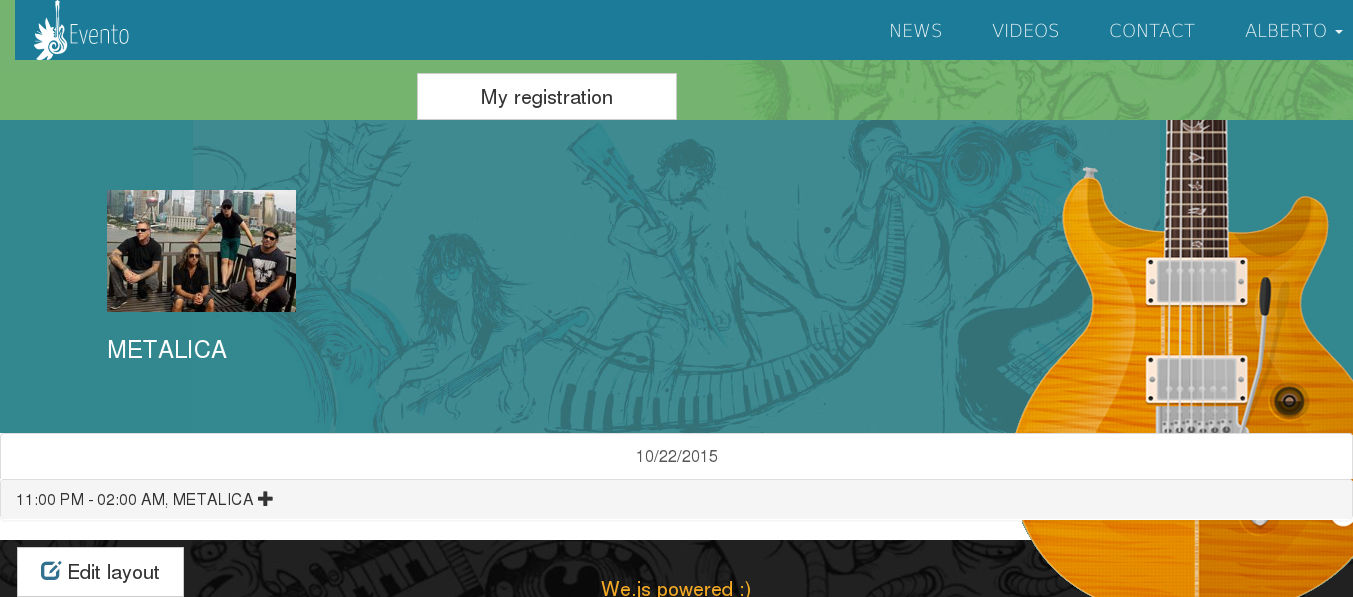 Evento
NEWS VIDEOS CONTACT ALBERTO
My registration
METALICA
10/22/2015
11:00 PM - 02:00 AM, METALICA
Edit layout
We.js powered :)